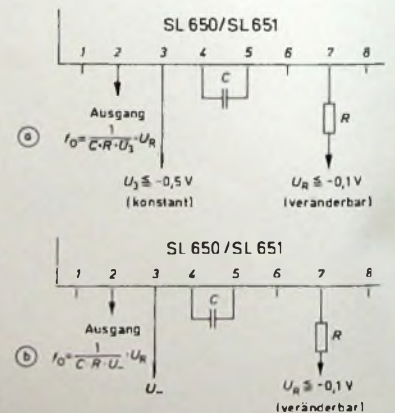 SL 650/SL 651
1 2 3 4 5 6 7 8
C
R
Ausgang
a
f₀ = 1/(C·R·U₃) · U_R
U₃ ≦ -0,5 V
(konstant)
U_R ≦ -0,1 V
(veränderbar)
SL 650/SL 651
1 2 3 4 5 6 7 8
C
R
Ausgang
b
f₀ = 1/(C·R·U₋) · U_R
U₋
U_R ≦ -0,1 V
(veränderbar)